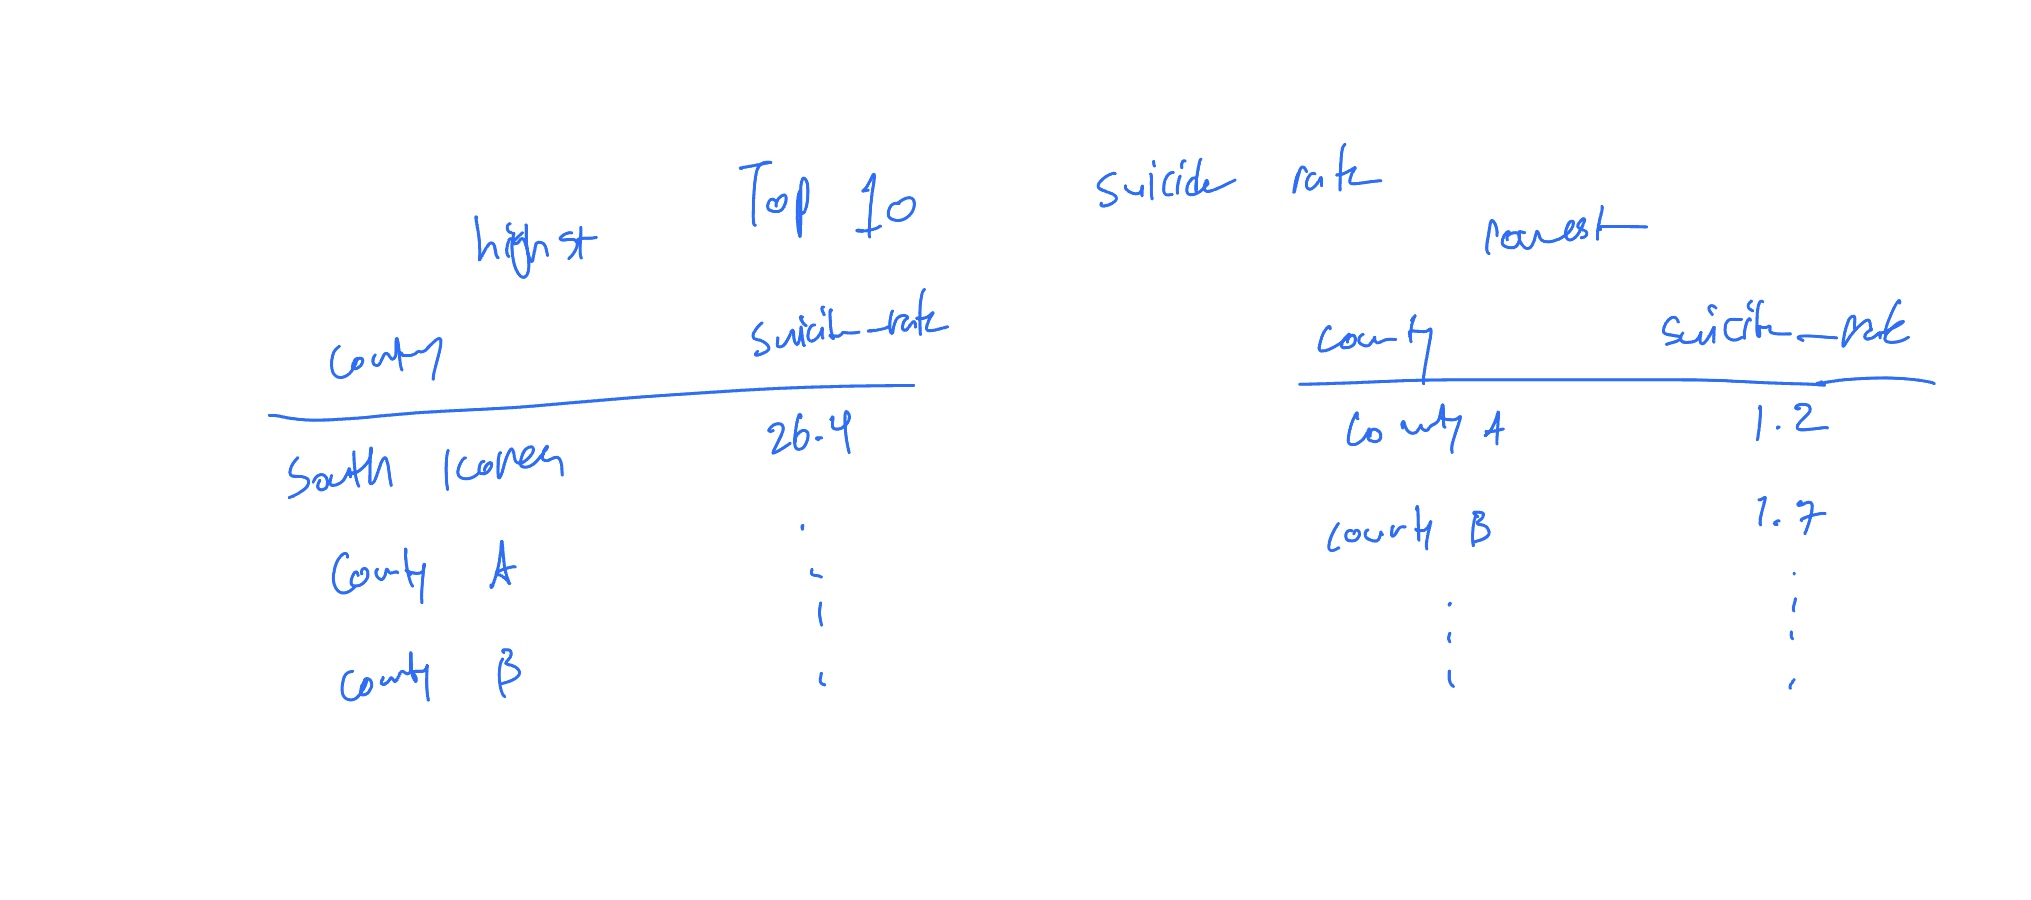 Top 10 suicide rate
highst lowest
county suicide_rate county suicide_rate
South Korea 26.4 County A 1.2
County A county B 1.7
county B